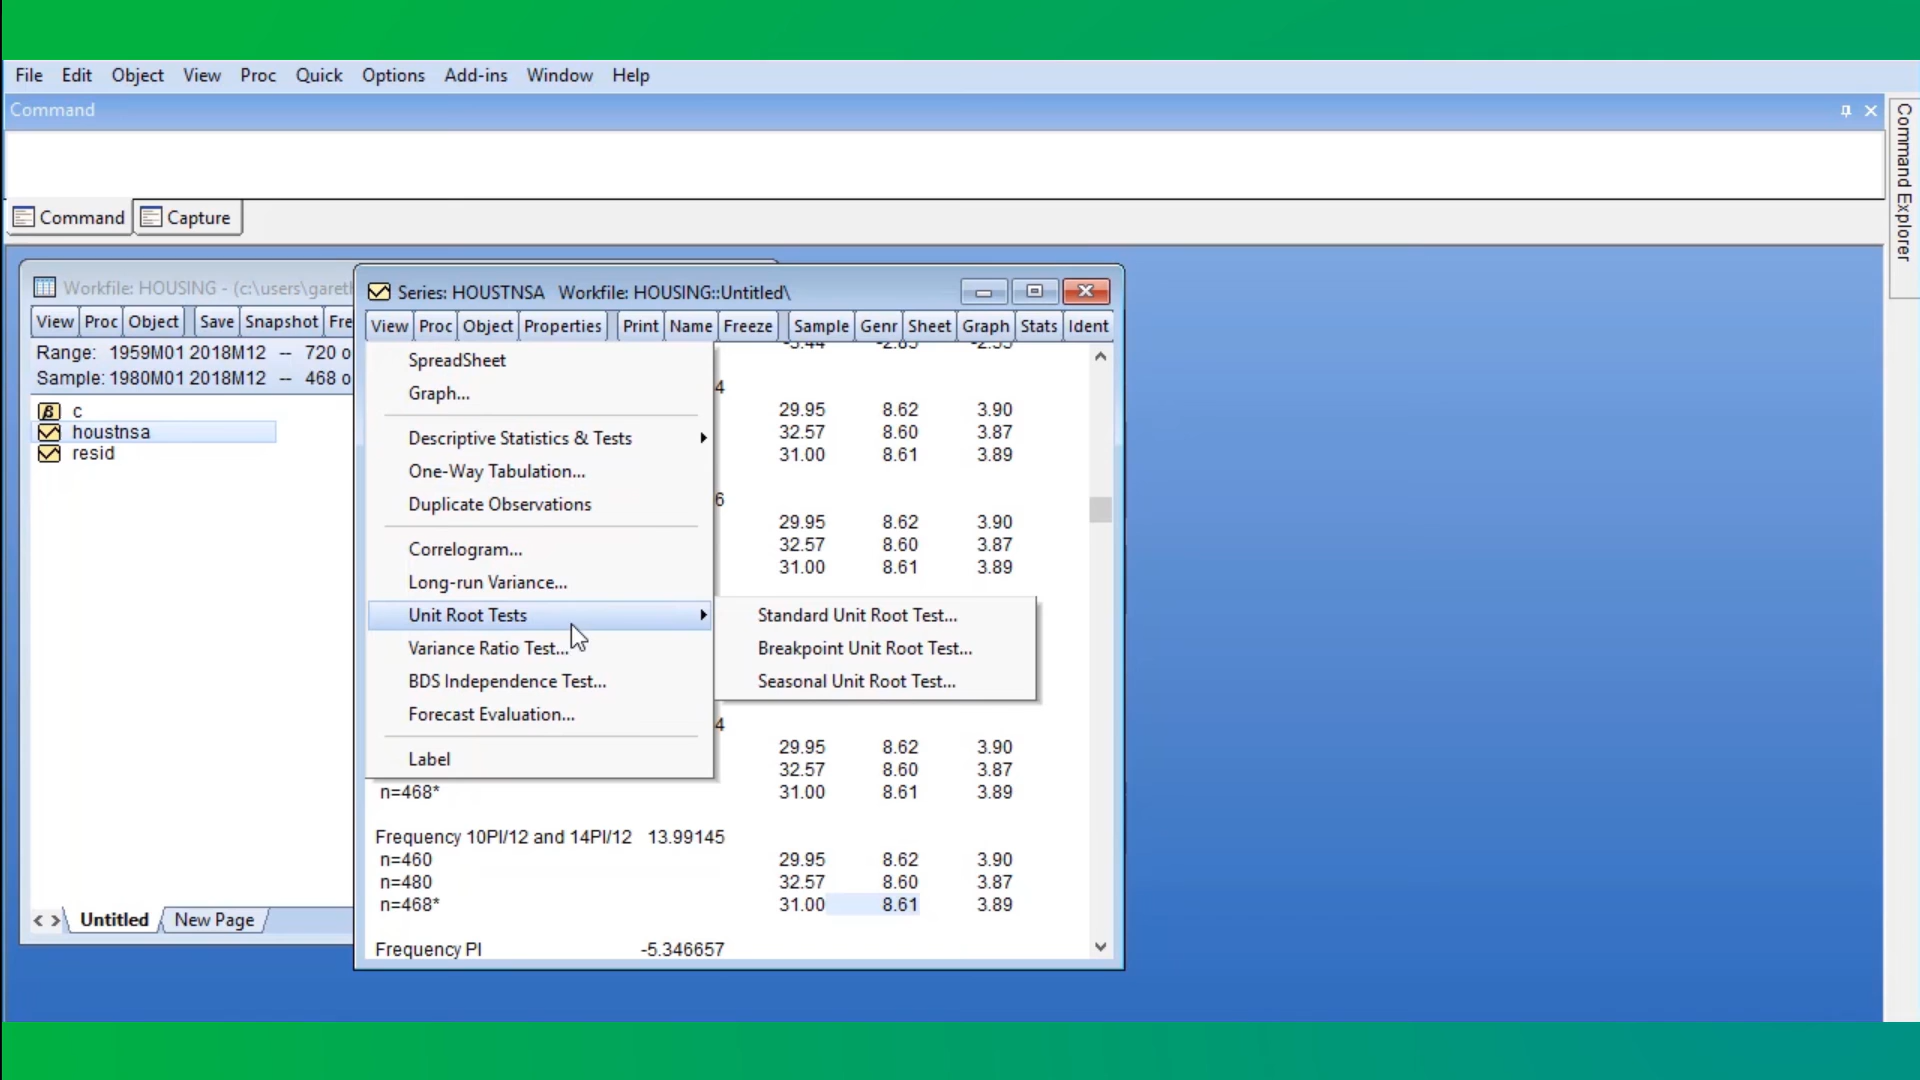 File Edit Object View Proc Quick Options Add-ins Window Help
Command
Command Explorer
Command Capture
Workfile: HOUSING - (c:\users\gareth
View Proc Object Save Snapshot Fre
Range: 1959M01 2018M12 -- 720 o
Sample: 1980M01 2018M12 -- 468 o
c
houstnsa
resid
Untitled New Page
Series: HOUSTNSA Workfile: HOUSING::Untitled\
View Proc Object Properties Print Name Freeze Sample Genr Sheet Graph Stats Ident
SpreadSheet
Graph...
Descriptive Statistics & Tests
One-Way Tabulation...
Duplicate Observations
Correlogram...
Long-run Variance...
Unit Root Tests
Variance Ratio Test...
BDS Independence Test...
Forecast Evaluation...
Label
Standard Unit Root Test...
Breakpoint Unit Root Test...
Seasonal Unit Root Test...
4
29.95 8.62 3.90
32.57 8.60 3.87
31.00 8.61 3.89
6
29.95 8.62 3.90
32.57 8.60 3.87
31.00 8.61 3.89
4
29.95 8.62 3.90
32.57 8.60 3.87
n=468* 31.00 8.61 3.89
Frequency 10PI/12 and 14PI/12 13.99145
n=460 29.95 8.62 3.90
n=480 32.57 8.60 3.87
n=468* 31.00 8.61 3.89
Frequency PI -5.346657